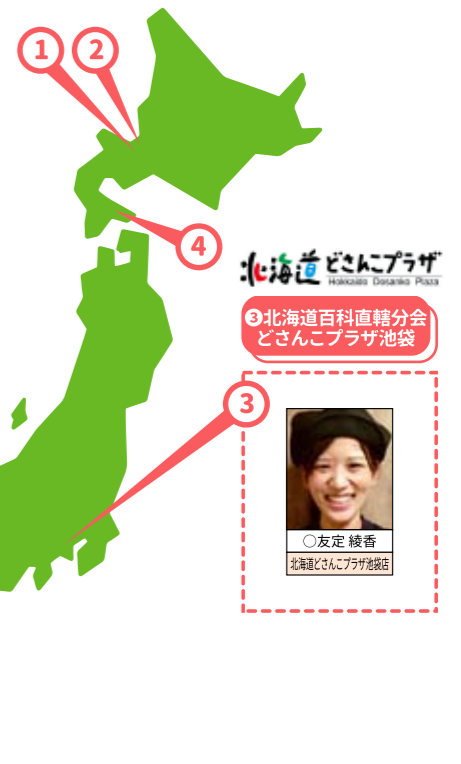 1
2
4
北海道 どさんこプラザ
Hokkaido Dosanko Plaza
❸北海道百科直轄分会
どさんこプラザ池袋
3
〇友定 綾香
北海道どさんこプラザ池袋店